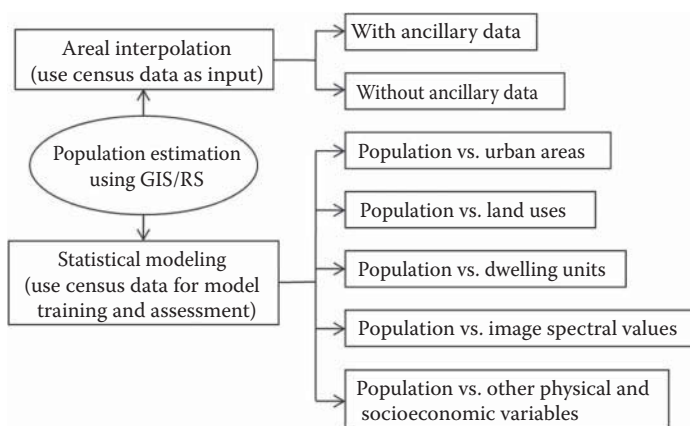 Areal interpolation
(use census data as input)
With ancillary data
Without ancillary data
Population estimation
using GIS/RS
Statistical modeling
(use census data for model
training and assessment)
Population vs. urban areas
Population vs. land uses
Population vs. dwelling units
Population vs. image spectral values
Population vs. other physical and
socioeconomic variables